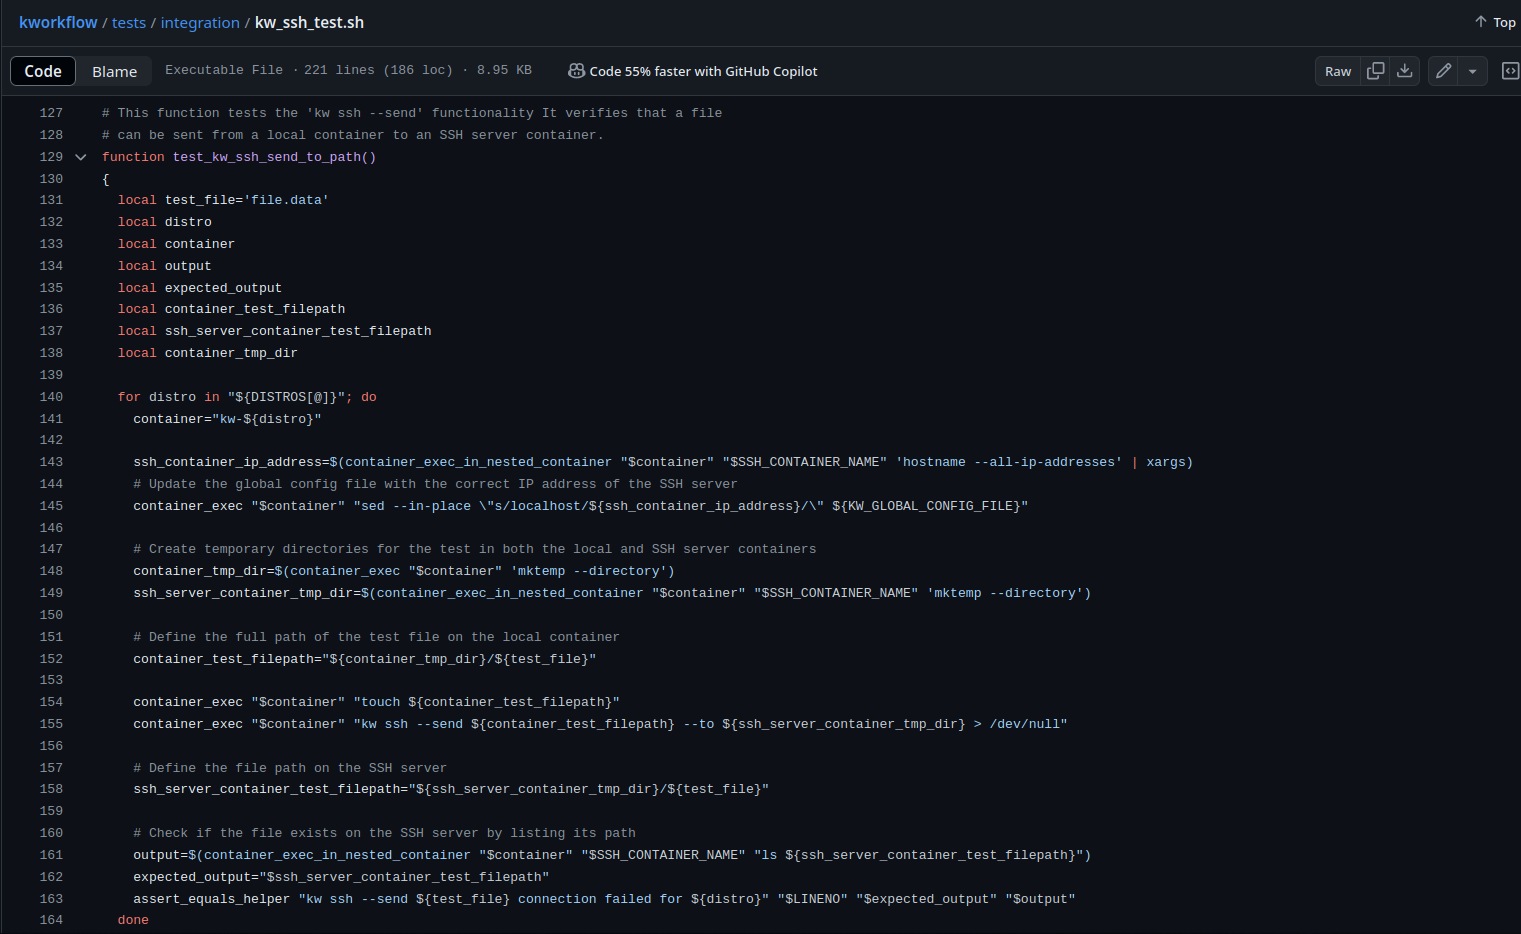 kworkflow / tests / integration / kw_ssh_test.sh
Top
Code Blame Executable File · 221 lines (186 loc) · 8.95 KB Code 55% faster with GitHub Copilot Raw
127 # This function tests the 'kw ssh --send' functionality It verifies that a file
128 # can be sent from a local container to an SSH server container.
129 function test_kw_ssh_send_to_path()
130 {
131   local test_file='file.data'
132   local distro
133   local container
134   local output
135   local expected_output
136   local container_test_filepath
137   local ssh_server_container_test_filepath
138   local container_tmp_dir
139
140   for distro in "${DISTROS[@]}"; do
141     container="kw-${distro}"
142
143     ssh_container_ip_address=$(container_exec_in_nested_container "$container" "$SSH_CONTAINER_NAME" 'hostname --all-ip-addresses' | xargs)
144     # Update the global config file with the correct IP address of the SSH server
145     container_exec "$container" "sed --in-place \"s/localhost/${ssh_container_ip_address}/\" ${KW_GLOBAL_CONFIG_FILE}"
146
147     # Create temporary directories for the test in both the local and SSH server containers
148     container_tmp_dir=$(container_exec "$container" 'mktemp --directory')
149     ssh_server_container_tmp_dir=$(container_exec_in_nested_container "$container" "$SSH_CONTAINER_NAME" 'mktemp --directory')
150
151     # Define the full path of the test file on the local container
152     container_test_filepath="${container_tmp_dir}/${test_file}"
153
154     container_exec "$container" "touch ${container_test_filepath}"
155     container_exec "$container" "kw ssh --send ${container_test_filepath} --to ${ssh_server_container_tmp_dir} > /dev/null"
156
157     # Define the file path on the SSH server
158     ssh_server_container_test_filepath="${ssh_server_container_tmp_dir}/${test_file}"
159
160     # Check if the file exists on the SSH server by listing its path
161     output=$(container_exec_in_nested_container "$container" "$SSH_CONTAINER_NAME" "ls ${ssh_server_container_test_filepath}")
162     expected_output="$ssh_server_container_test_filepath"
163     assert_equals_helper "kw ssh --send ${test_file} connection failed for ${distro}" "$LINENO" "$expected_output" "$output"
164   done